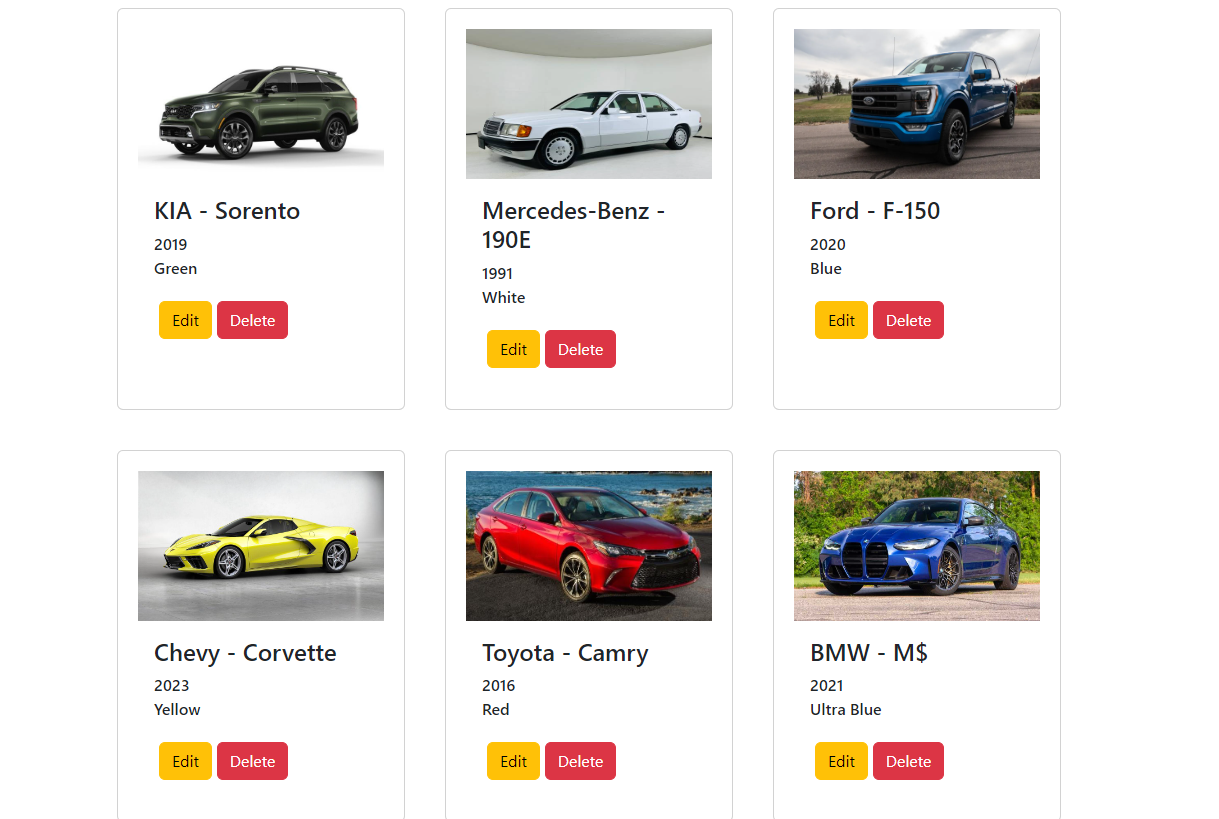 KIA - Sorento
2019
Green
Edit Delete
Mercedes-Benz -
190E
1991
White
Edit Delete
Ford - F-150
2020
Blue
Edit Delete
Chevy - Corvette
2023
Yellow
Edit Delete
Toyota - Camry
2016
Red
Edit Delete
BMW - M$
2021
Ultra Blue
Edit Delete